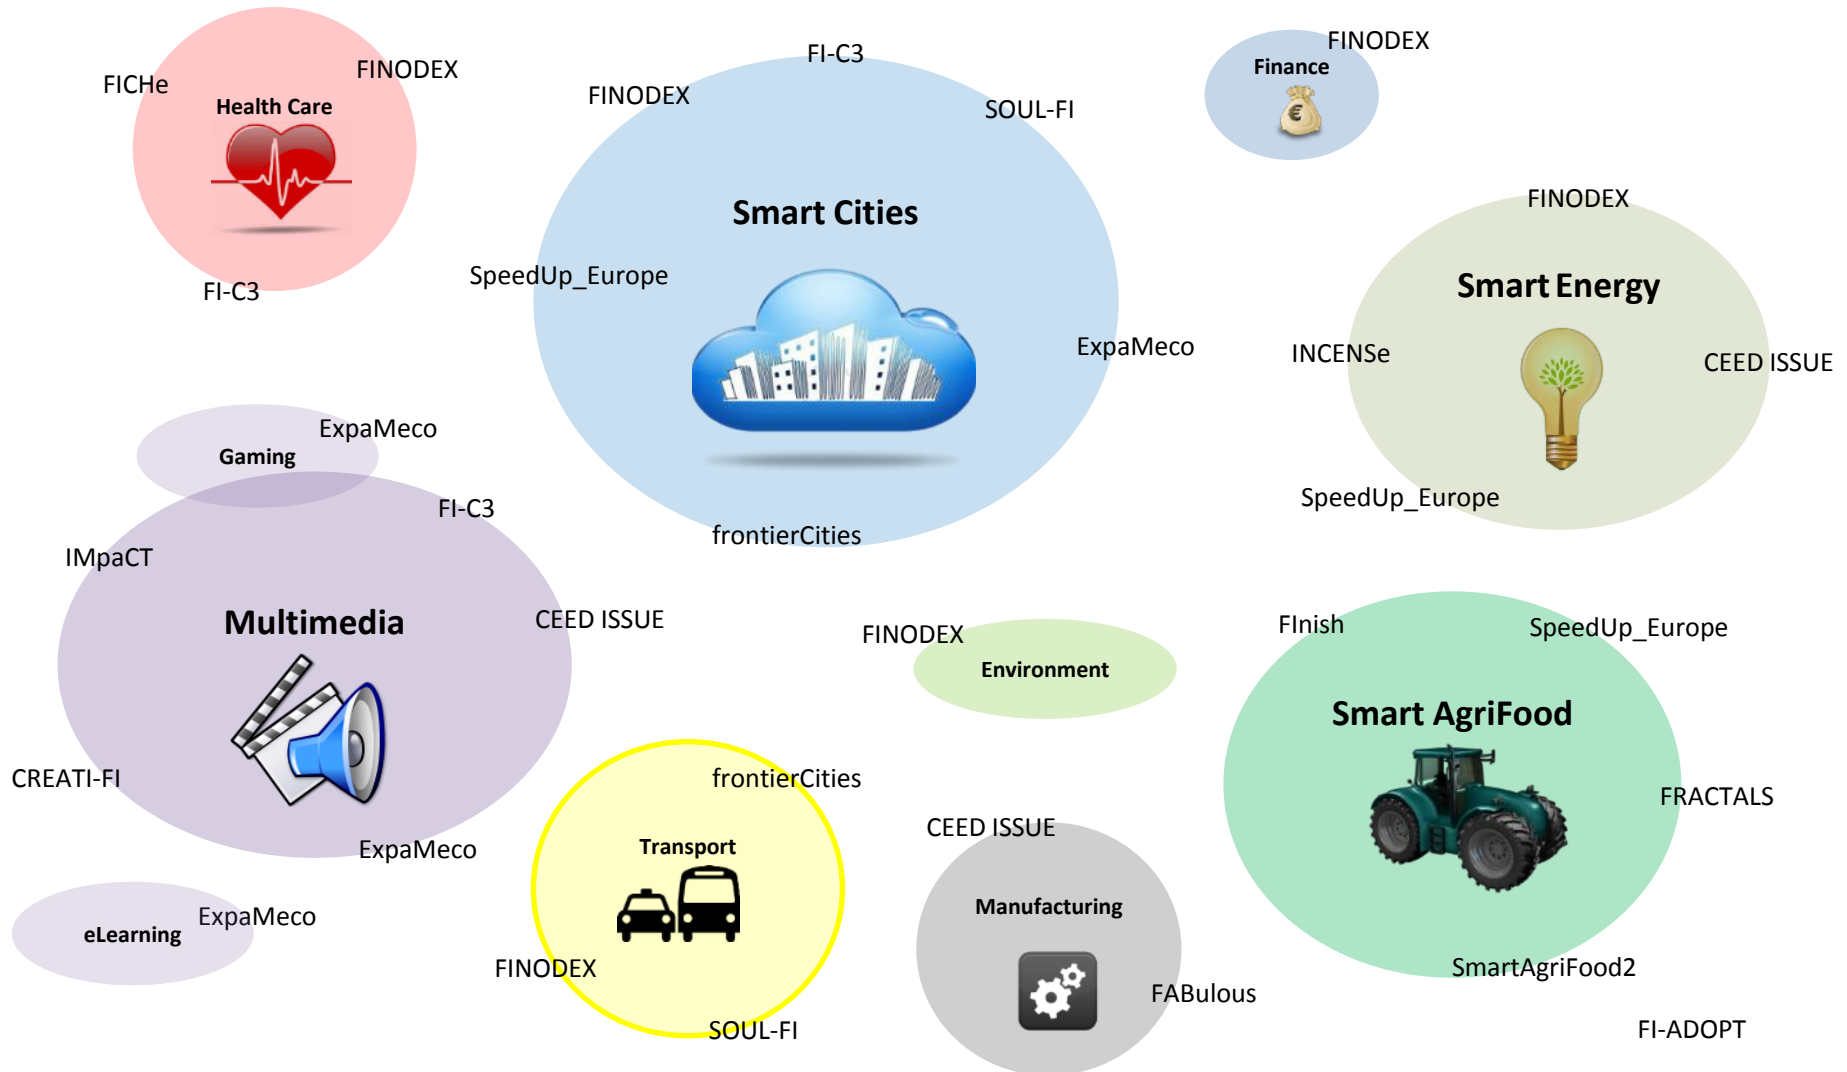 FICHe
FINODEX
Health Care
FI-C3
FI-C3
FINODEX
SOUL-FI
Smart Cities
SpeedUp_Europe
ExpaMeco
frontierCities
FINODEX
Finance
€
FINODEX
Smart Energy
INCENSe
CEED ISSUE
SpeedUp_Europe
ExpaMeco
Gaming
FI-C3
IMpaCT
Multimedia
CEED ISSUE
CREATI-FI
ExpaMeco
ExpaMeco
eLearning
frontierCities
Transport
FINODEX
SOUL-FI
FINODEX
Environment
CEED ISSUE
Manufacturing
FABulous
FInish
SpeedUp_Europe
Smart AgriFood
FRACTALS
SmartAgriFood2
FI-ADOPT